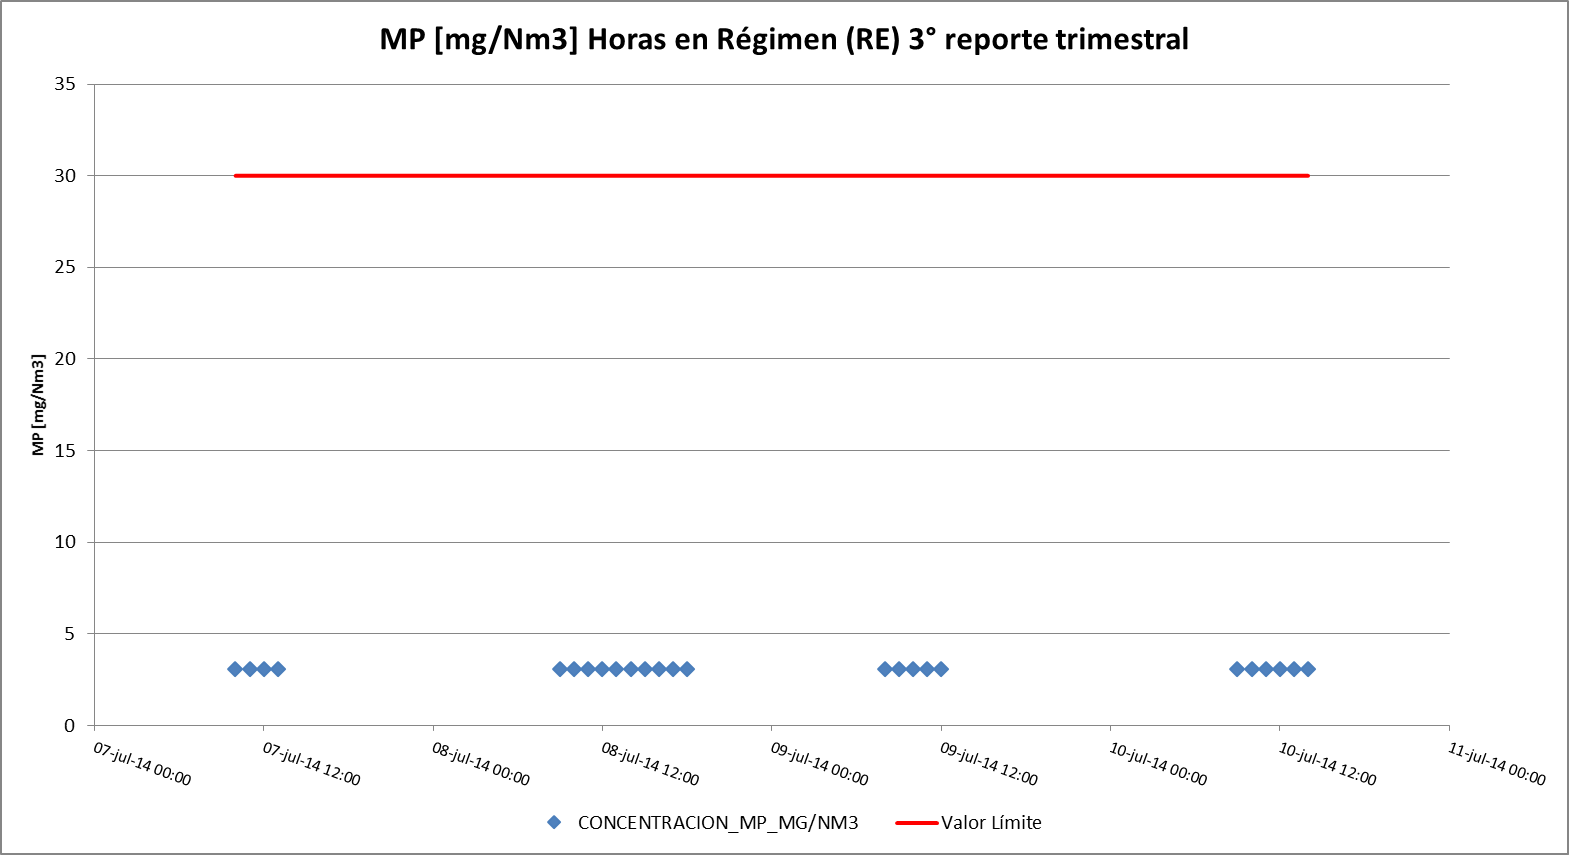 MP [mg/Nm3] Horas en Régimen (RE) 3° reporte trimestral
35
30
25
20
15
10
5
0
MP [mg/Nm3]
07-jul-14 00:00
07-jul-14 12:00
08-jul-14 00:00
08-jul-14 12:00
09-jul-14 00:00
09-jul-14 12:00
10-jul-14 00:00
10-jul-14 12:00
11-jul-14 00:00
CONCENTRACION_MP_MG/NM3
Valor Límite